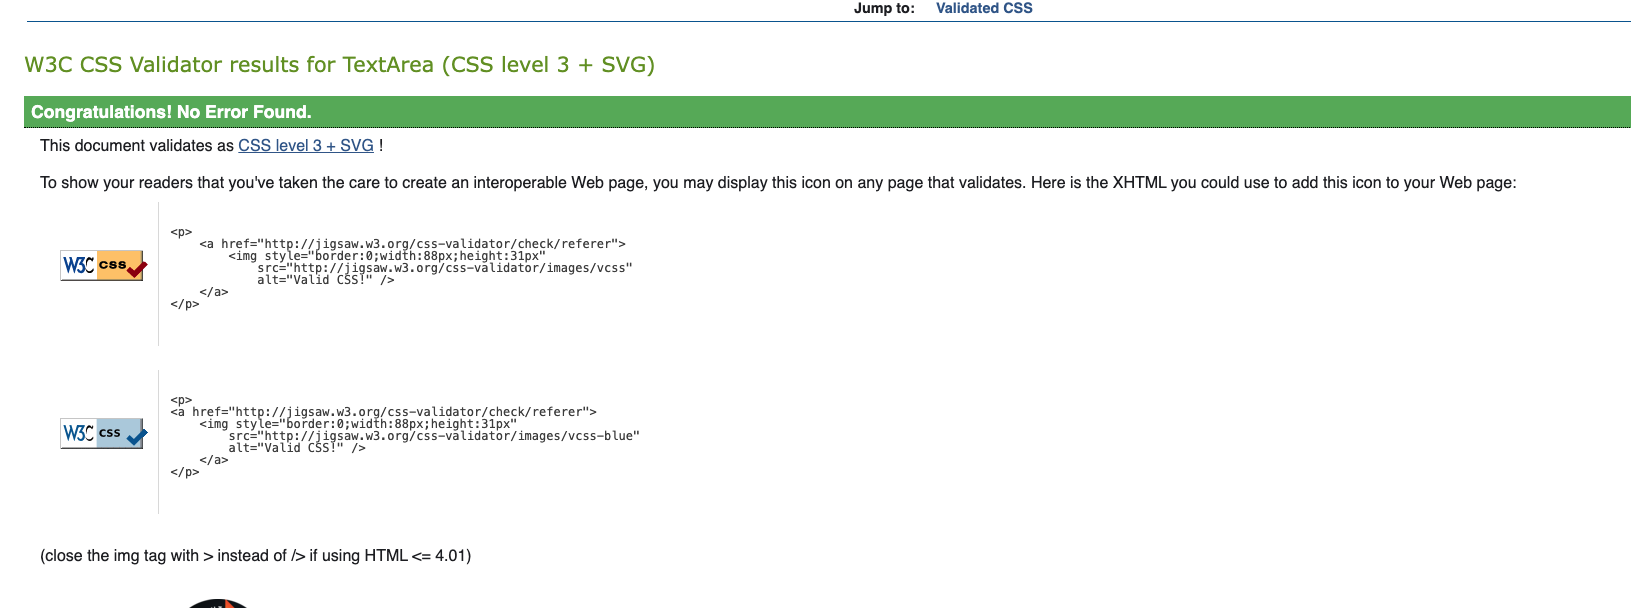 Jump to: Validated CSS
W3C CSS Validator results for TextArea (CSS level 3 + SVG)
Congratulations! No Error Found.
This document validates as CSS level 3 + SVG !
To show your readers that you've taken the care to create an interoperable Web page, you may display this icon on any page that validates. Here is the XHTML you could use to add this icon to your Web page:
W3C css
<p>
    <a href="http://jigsaw.w3.org/css-validator/check/referer">
        <img style="border:0;width:88px;height:31px"
            src="http://jigsaw.w3.org/css-validator/images/vcss"
            alt="Valid CSS!" />
    </a>
</p>
W3C css
<p>
<a href="http://jigsaw.w3.org/css-validator/check/referer">
    <img style="border:0;width:88px;height:31px"
        src="http://jigsaw.w3.org/css-validator/images/vcss-blue"
        alt="Valid CSS!" />
    </a>
</p>
(close the img tag with > instead of /> if using HTML <= 4.01)